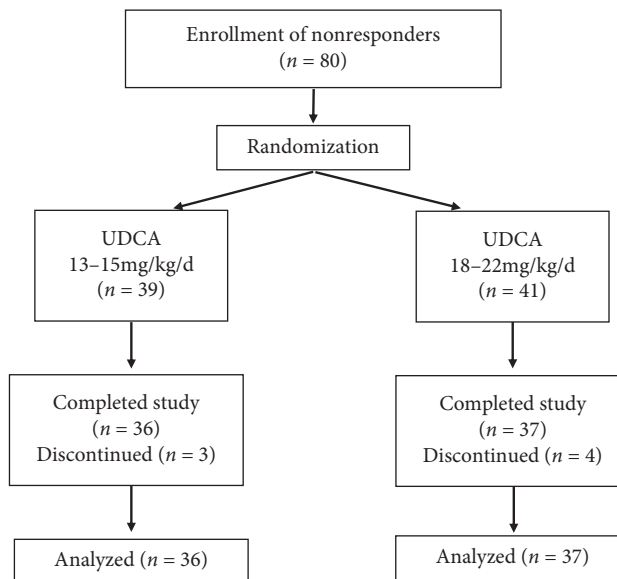 Enrollment of nonresponders
(n = 80)
Randomization
UDCA
13–15mg/kg/d
(n = 39)
UDCA
18–22mg/kg/d
(n = 41)
Completed study
(n = 36)
Discontinued (n = 3)
Completed study
(n = 37)
Discontinued (n = 4)
Analyzed (n = 36)
Analyzed (n = 37)